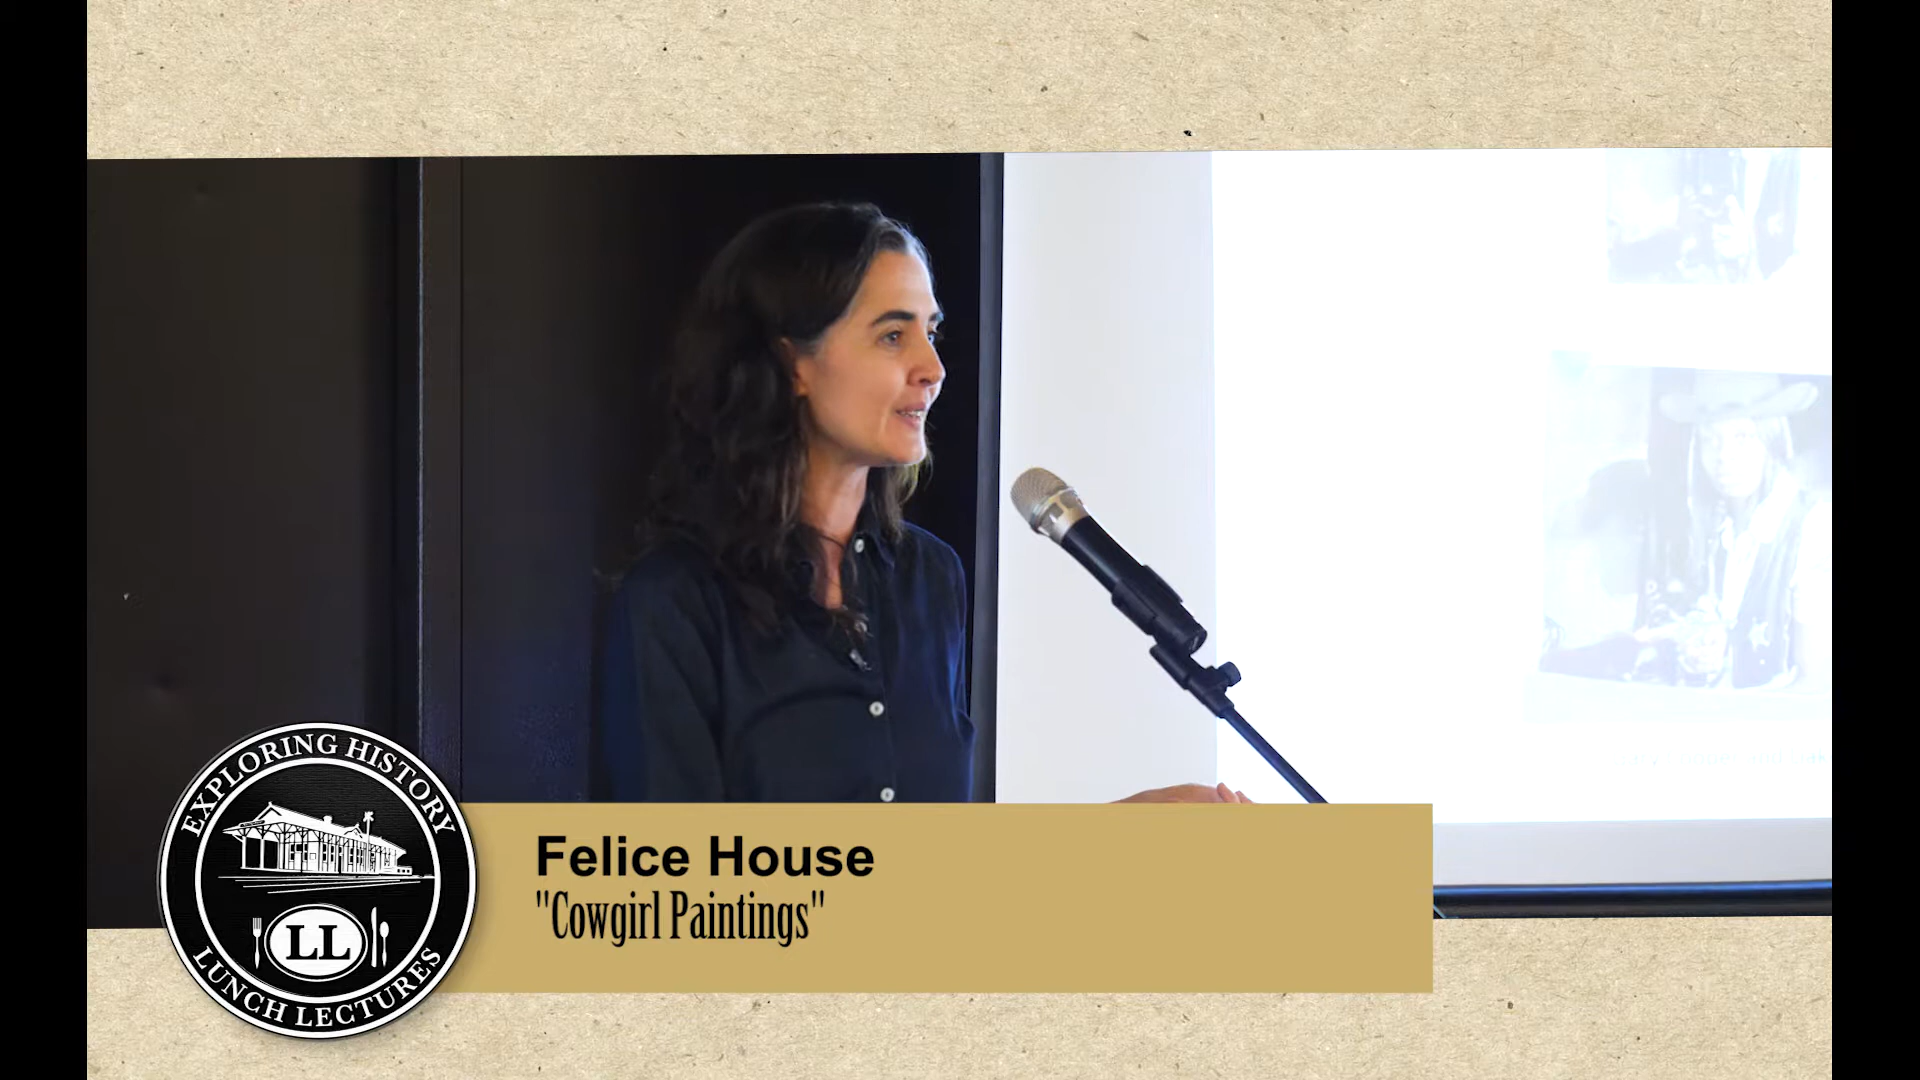 Felice House
"Cowgirl Paintings"
EXPLORING HISTORY
LL
LUNCH LECTURES